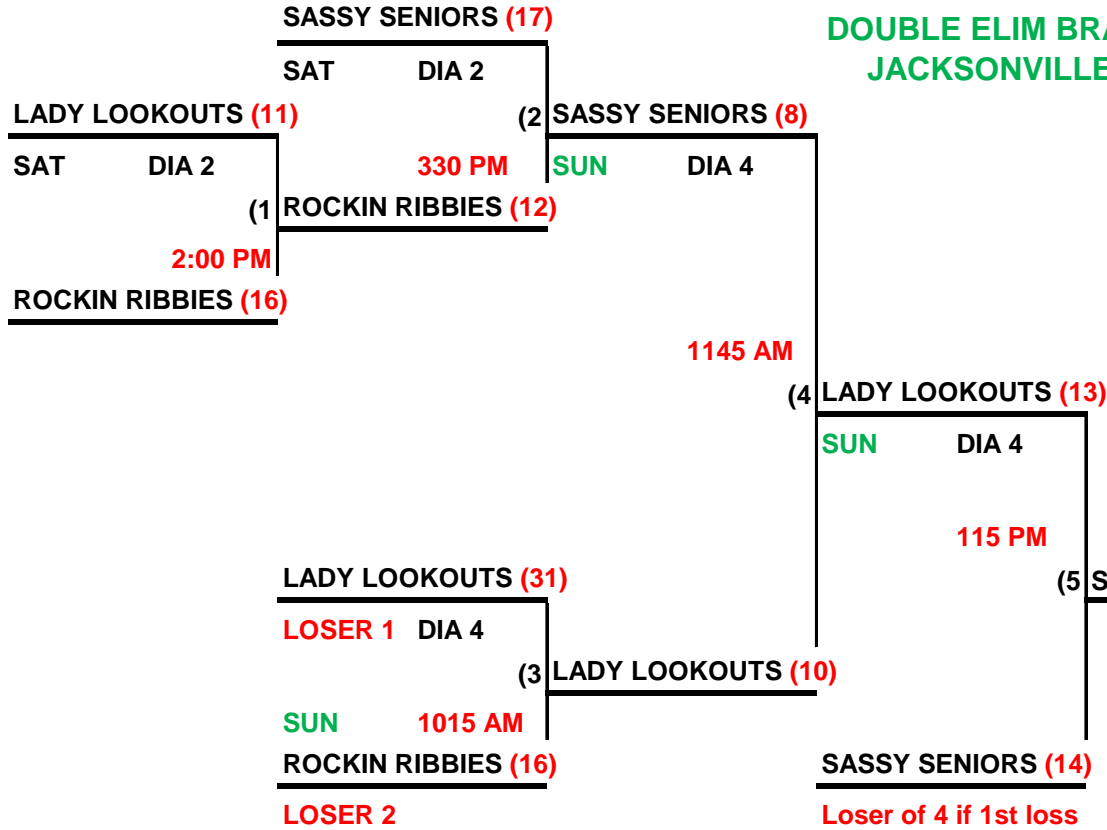 SASSY SENIORS (17)
DOUBLE ELIM
JACKSONVILLE
SAT DIA 2
LADY LOOKOUTS (11)
(2 SASSY SENIORS (8)
SAT DIA 2
330 PM
SUN DIA 4
(1 ROCKIN RIBBIES (12)
2:00 PM
ROCKIN RIBBIES (16)
1145 AM
(4 LADY LOOKOUTS (13)
SUN DIA 4
115 PM
LADY LOOKOUTS (31)
(5
LOSER 1 DIA 4
(3 LADY LOOKOUTS (10)
SUN 1015 AM
ROCKIN RIBBIES (16)
SASSY SENIORS (14)
LOSER 2
Loser of 4 if 1st loss